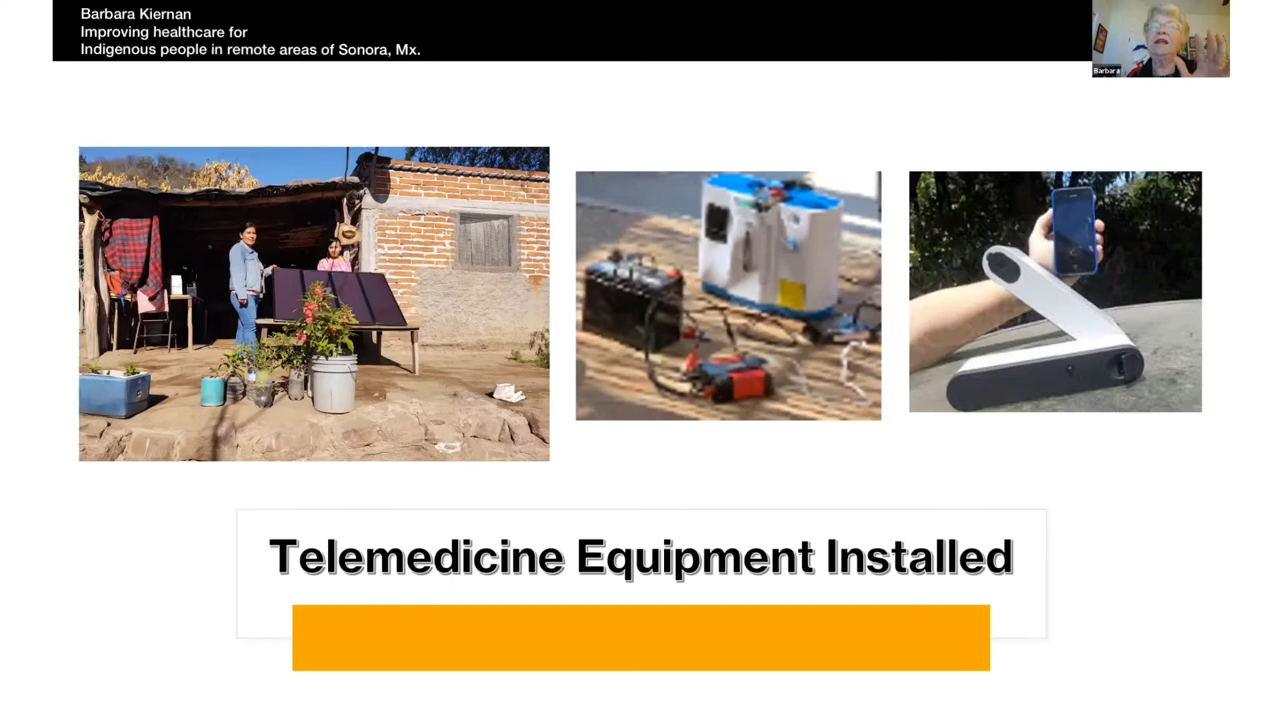 Barbara Kiernan
Improving healthcare for
Indigenous people in remote areas of Sonora, Mx.
Barbara
Telemedicine Equipment Installed